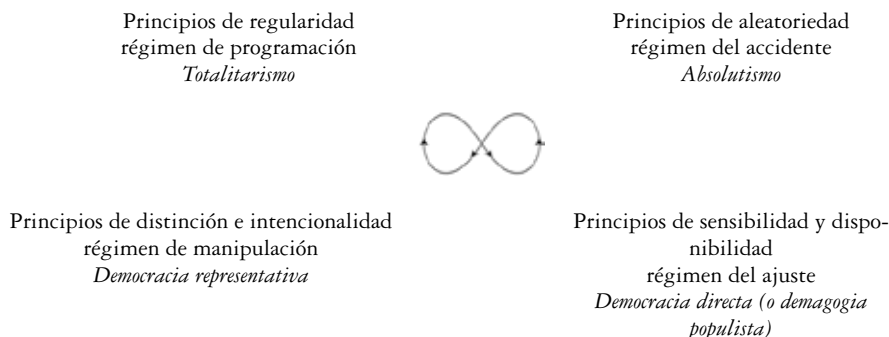 Principios de regularidad
régimen de programación
Totalitarismo
Principios de aleatoriedad
régimen del accidente
Absolutismo
Principios de distinción e intencionalidad
régimen de manipulación
Democracia representativa
Principios de sensibilidad y dispo-
nibilidad
régimen del ajuste
Democracia directa (o demagogia
populista)